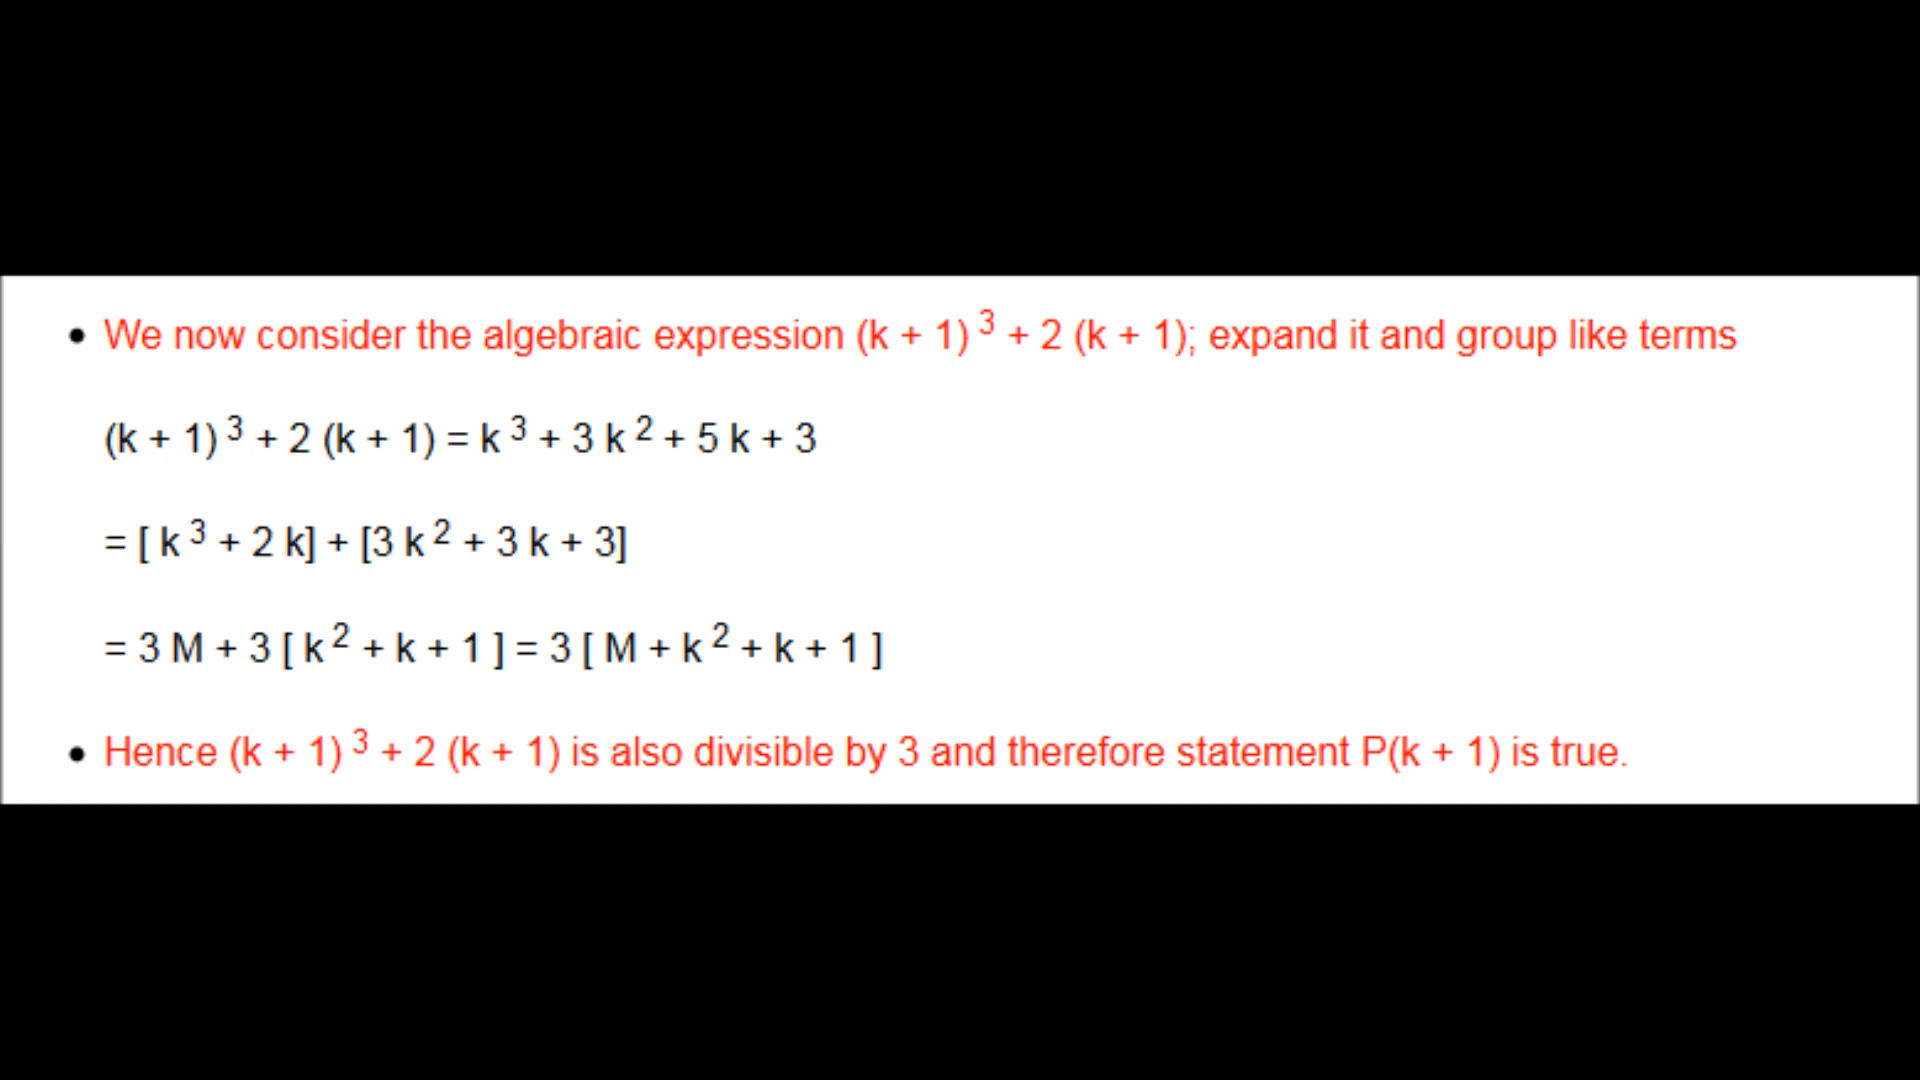 • We now consider the algebraic expression (k + 1) ³ + 2 (k + 1); expand it and group like terms
(k + 1) ³ + 2 (k + 1) = k ³ + 3 k ² + 5 k + 3
= [ k ³ + 2 k] + [3 k ² + 3 k + 3]
= 3 M + 3 [ k ² + k + 1 ] = 3 [ M + k ² + k + 1 ]
• Hence (k + 1) ³ + 2 (k + 1) is also divisible by 3 and therefore statement P(k + 1) is true.